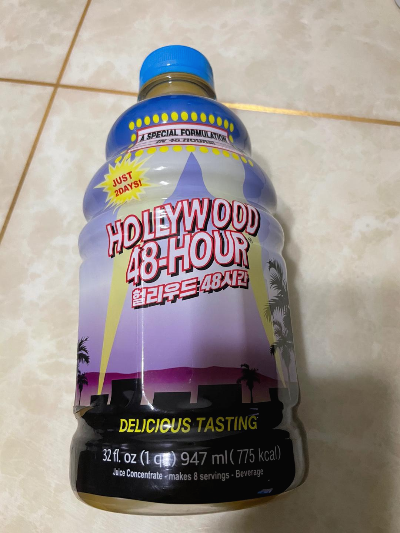 A SPECIAL FORMULATION
JUST
2DAYS!
HOLLYWOOD
48-HOUR
헐리우드 48시간
DELICIOUS TASTING
32 fl. oz (1 qt) 947 ml (775 kcal)
Juice Concentrate - makes 8 servings - Beverage